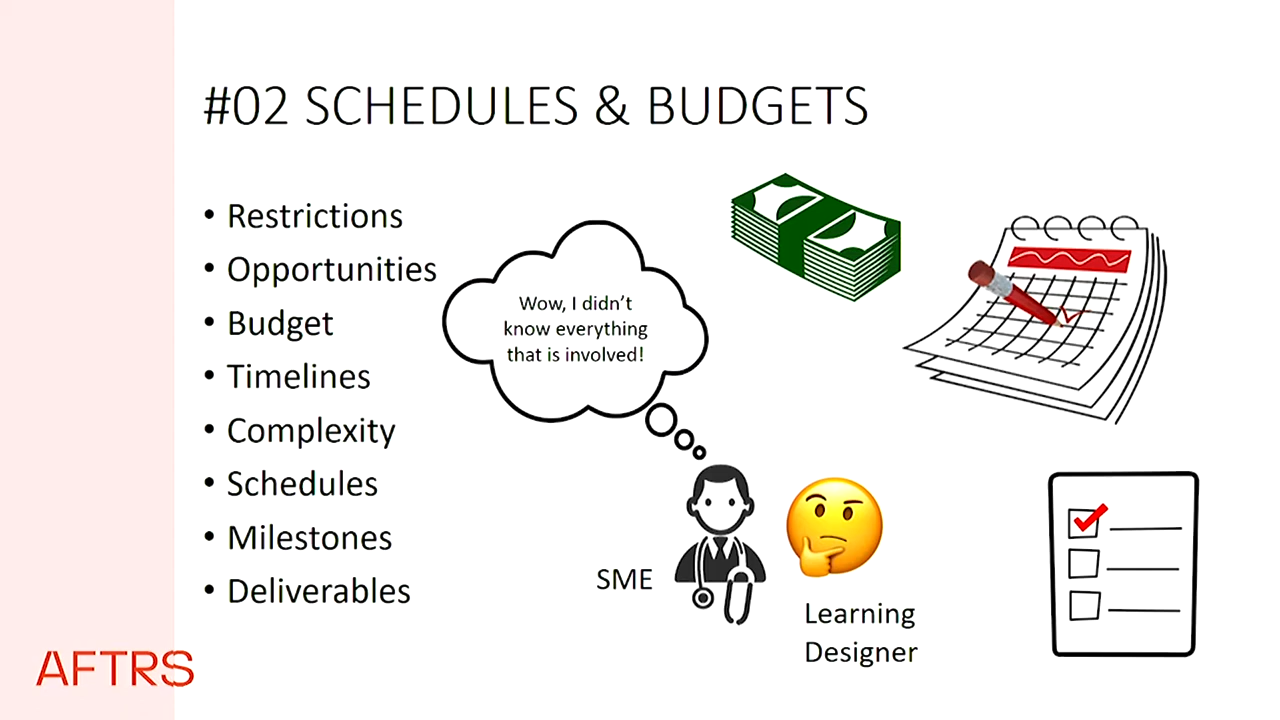 #02 SCHEDULES & BUDGETS
• Restrictions
• Opportunities
• Budget
• Timelines
• Complexity
• Schedules
• Milestones
• Deliverables
Wow, I didn’t
know everything
that is involved!
SME
Learning
Designer
AFTRS